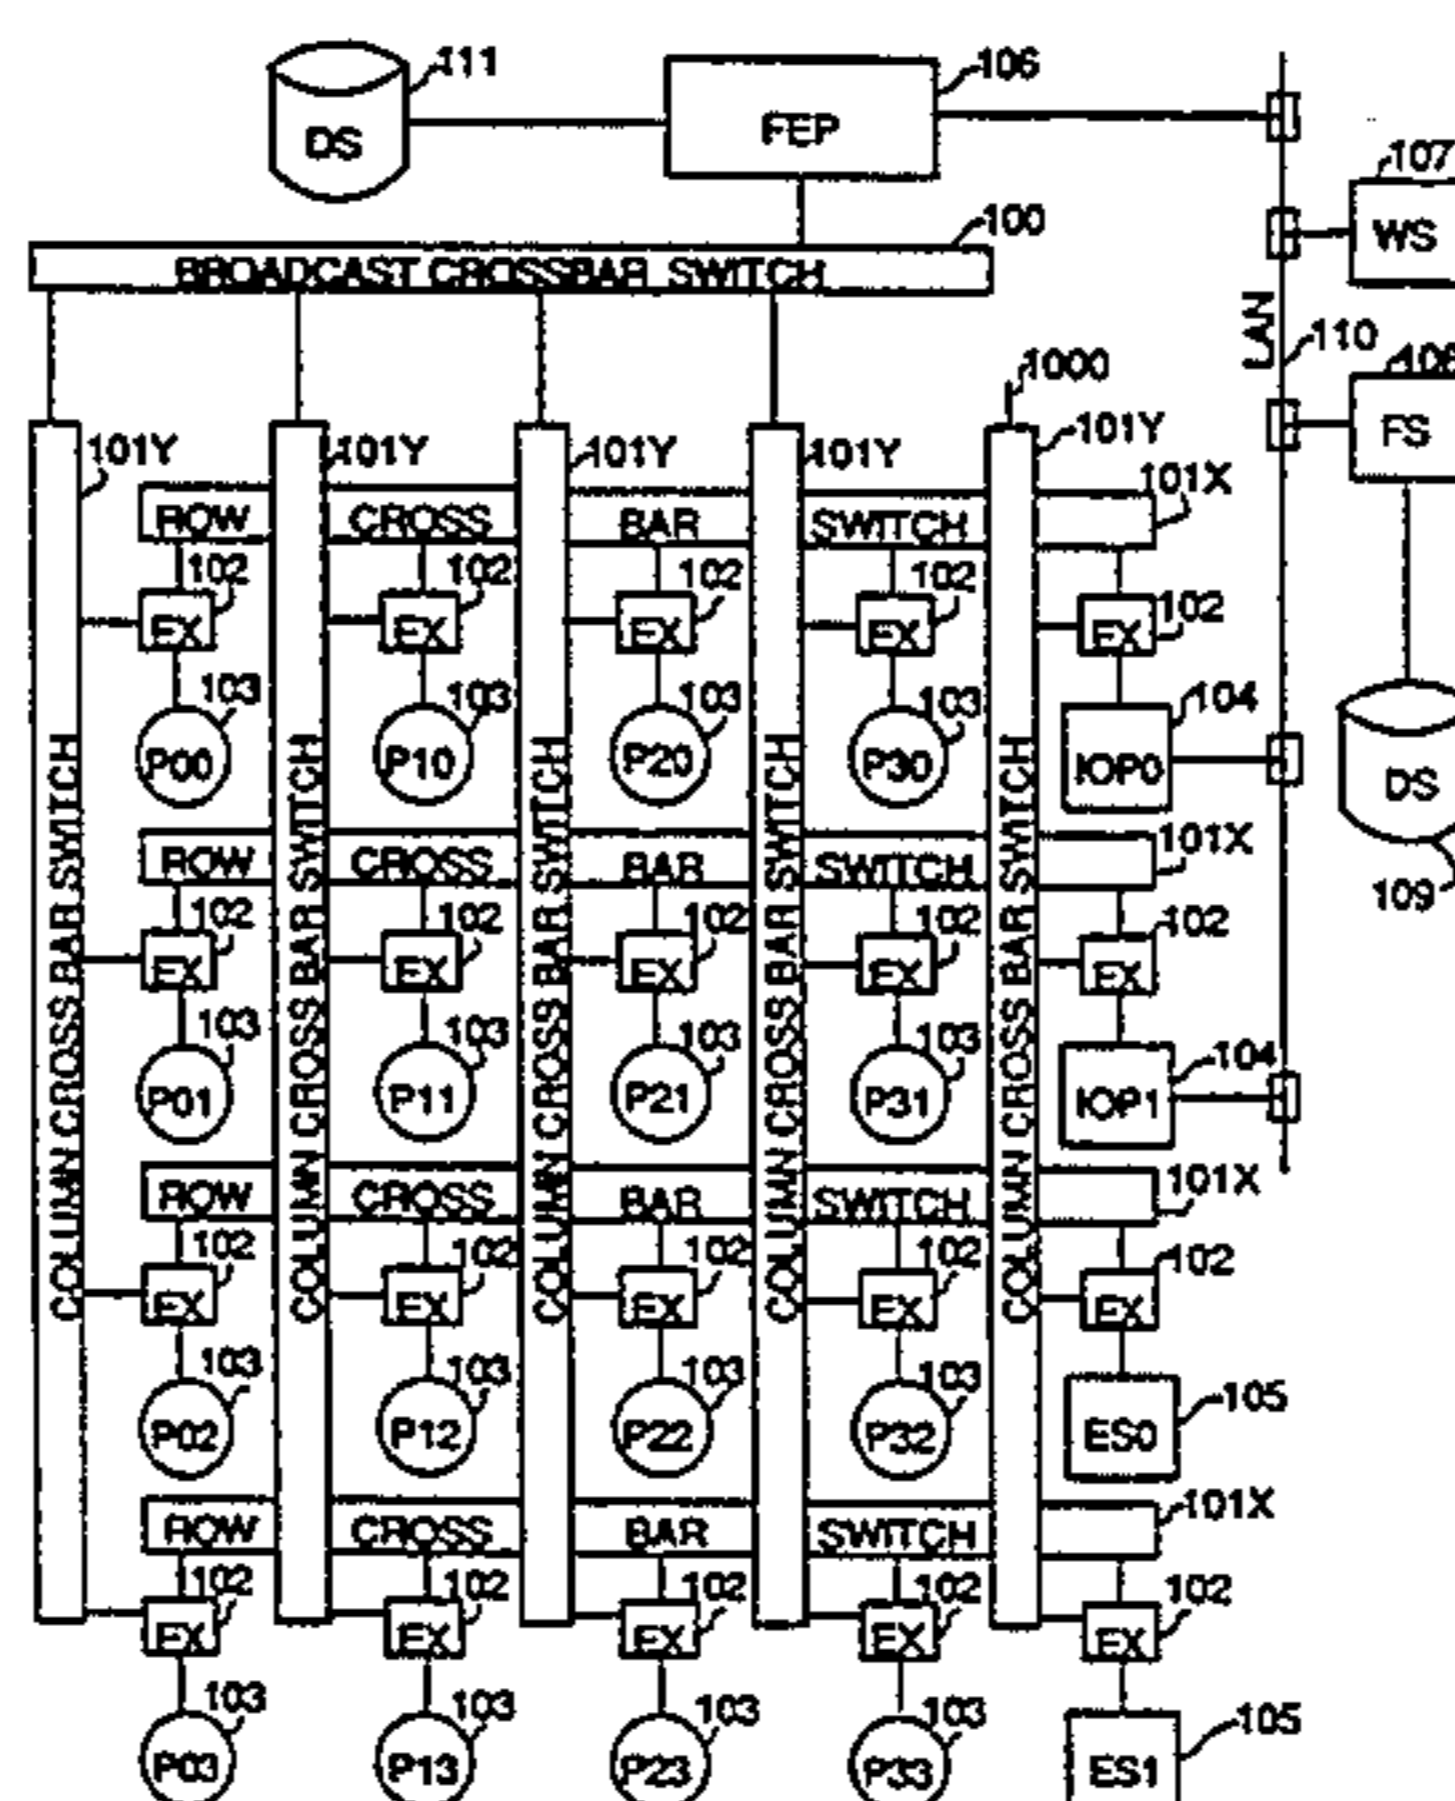 111
106
DS
FEP
107
WS
100
BROADCAST CROSSBAR SWITCH
LAN
110
1000
108
FS
101Y
101Y
101Y
101Y
101Y
101X
ROW CROSS BAR SWITCH
102 102 102 102 102
EX EX EX EX EX
103 103 103 103 104
P00 P10 P20 P30 IOP0
DS
109
COLUMN CROSS BAR SWITCH
COLUMN CROSS BAR SWITCH
COLUMN CROSS BAR SWITCH
COLUMN CROSS BAR SWITCH
COLUMN CROSS BAR SWITCH
101X
ROW CROSS BAR SWITCH
102 102 102 102 102
EX EX EX EX EX
103 103 103 103 104
P01 P11 P21 P31 IOP1
101X
ROW CROSS BAR SWITCH
102 102 102 102 102
EX EX EX EX EX
103 103 103 103 105
P02 P12 P22 P32 ES0
101X
ROW CROSS BAR SWITCH
102 102 102 102 102
EX EX EX EX EX
103 103 103 103 105
P03 P13 P23 P33 ES1